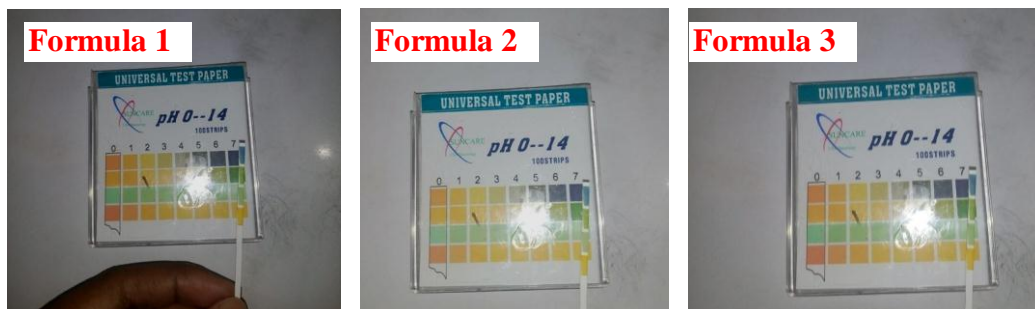 Formula 1
UNIVERSAL TEST PAPER
pH 0--14
100STRIPS
0 1 2 3 4 5 6 7
Formula 2
UNIVERSAL TEST PAPER
SUNCARE
pH 0--14
100STRIPS
0 1 2 3 4 5 6 7
Formula 3
UNIVERSAL TEST PAPER
SUNCARE
pH 0--14
100STRIPS
0 1 2 3 4 5 6 7